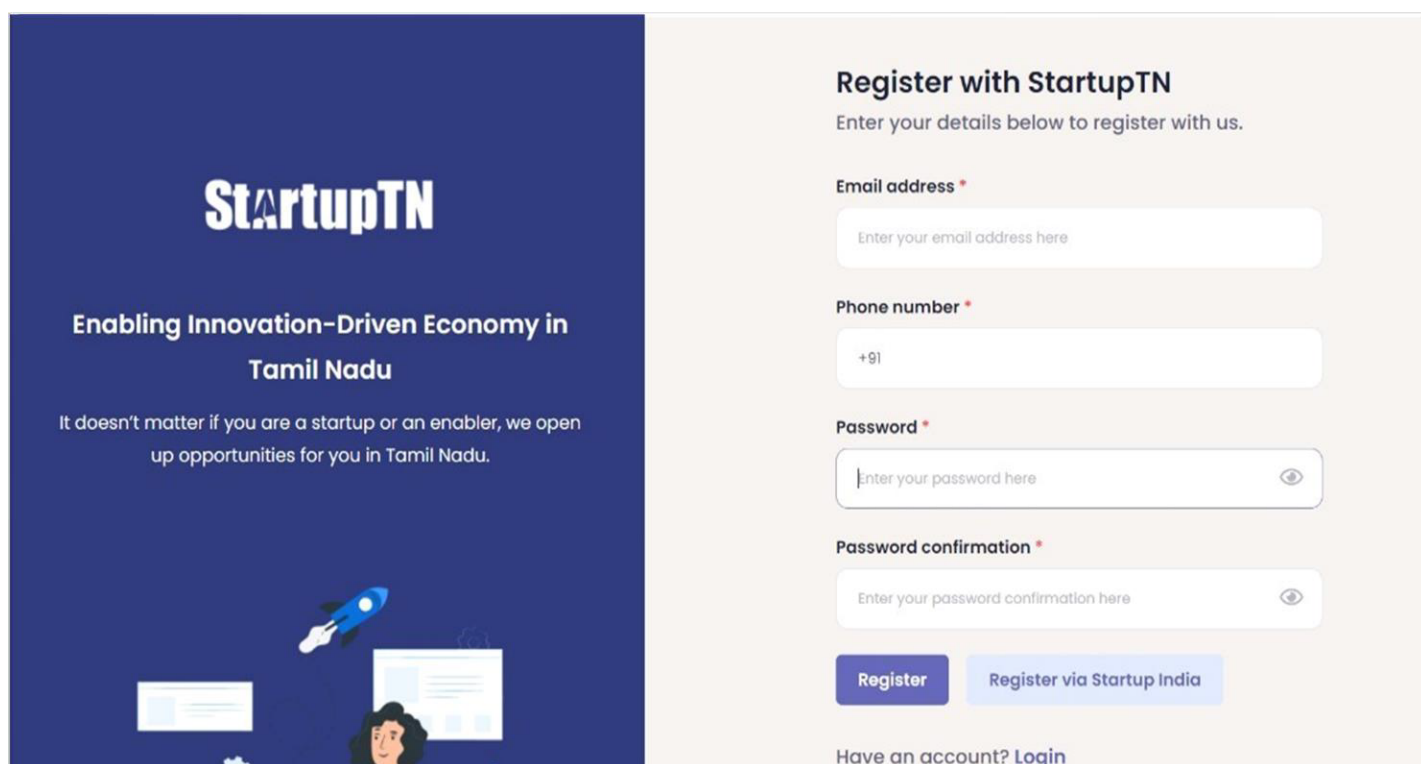 StartupTN
Enabling Innovation-Driven Economy in
Tamil Nadu
It doesn't matter if you are a startup or an enabler, we open
up opportunities for you in Tamil Nadu.
Register with StartupTN
Enter your details below to register with us.
Email address *
Enter your email address here
Phone number *
+91
Password *
Enter your password here
Password confirmation *
Enter your password confirmation here
Register
Register via Startup India
Have an account? Login